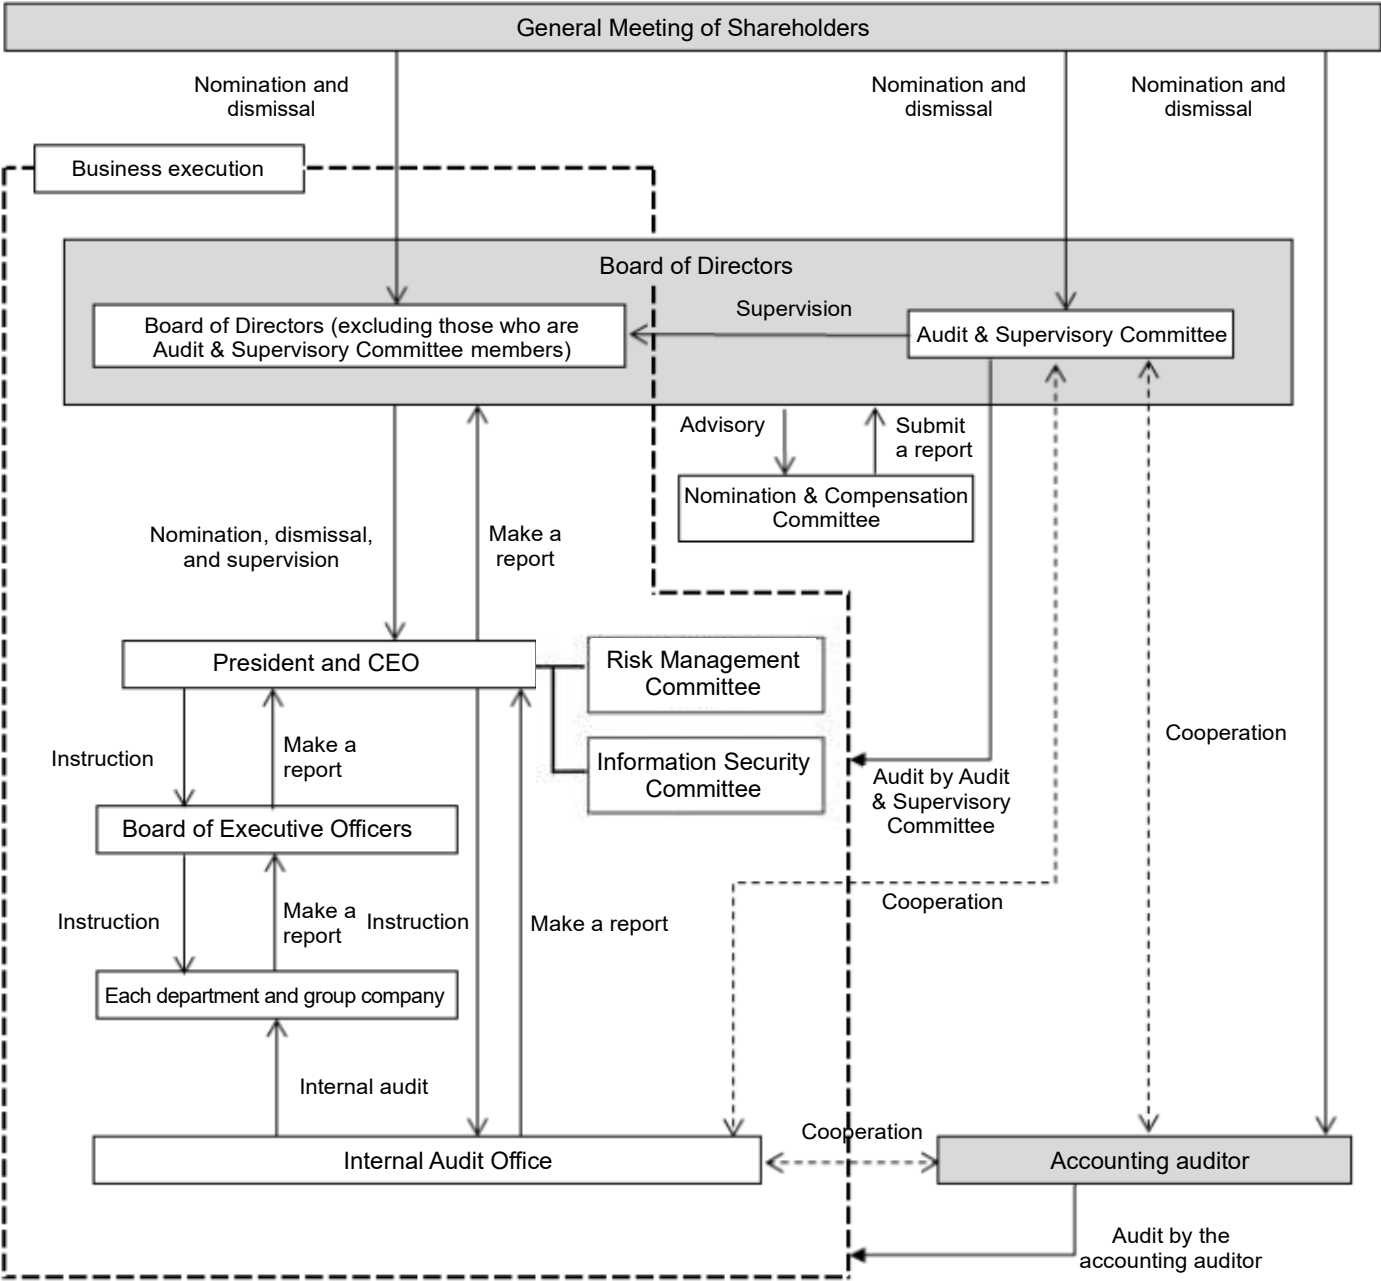 General Meeting of Shareholders
Nomination and
dismissal
Nomination and
dismissal
Nomination and
dismissal
Business execution
Board of Directors
Board of Directors (excluding those who are
Audit & Supervisory Committee members)
Supervision
Audit & Supervisory Committee
Advisory
Submit
a report
Nomination & Compensation
Committee
Nomination, dismissal,
and supervision
Make a
report
President and CEO
Risk Management
Committee
Information Security
Committee
Instruction
Make a
report
Cooperation
Audit by Audit
& Supervisory
Committee
Board of Executive Officers
Instruction
Make a
report
Instruction
Make a report
Cooperation
Each department and group company
Internal audit
Cooperation
Internal Audit Office
Accounting auditor
Audit by the
accounting auditor